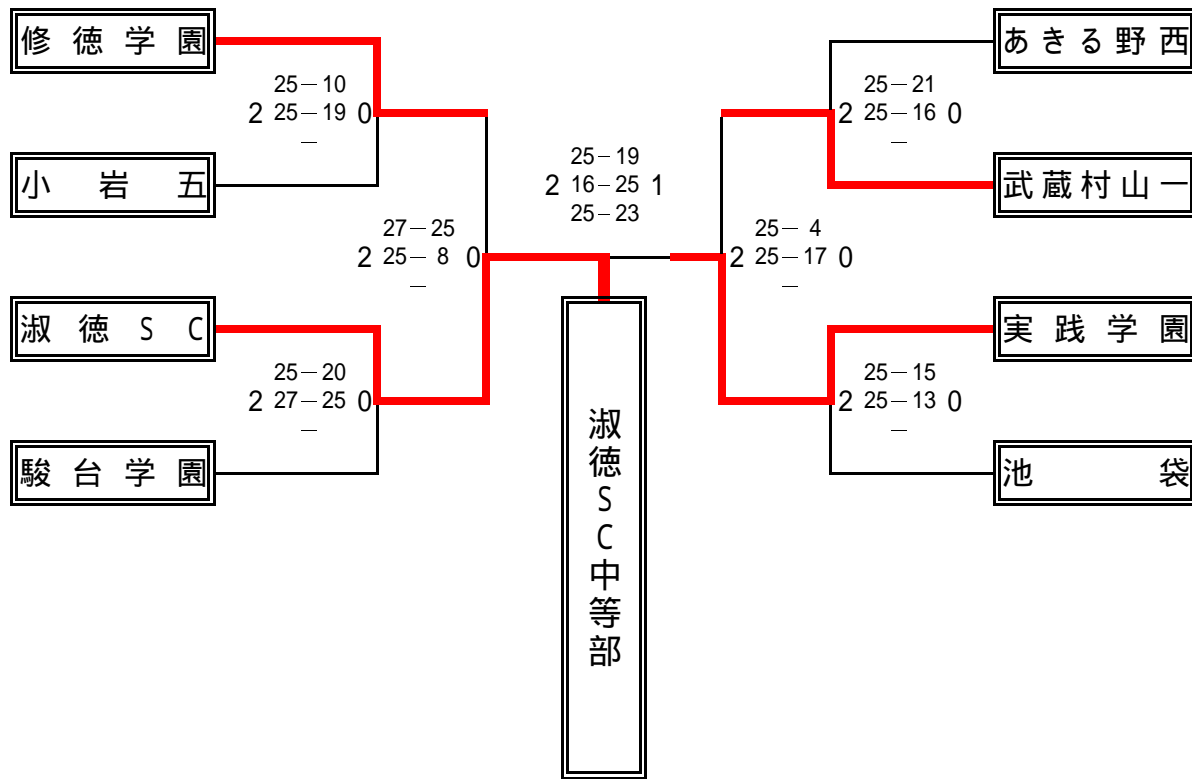 修徳学園
25－10
2 25－19 0
－
小岩五
27－25
2 25－8 0
－
淑徳SC
25－20
2 27－25 0
－
駿台学園
25－19
2 16－25 1
25－23
淑徳SC中等部
あきる野西
25－21
2 25－16 0
－
武蔵村山一
25－4
2 25－17 0
－
実践学園
25－15
2 25－13 0
－
池袋